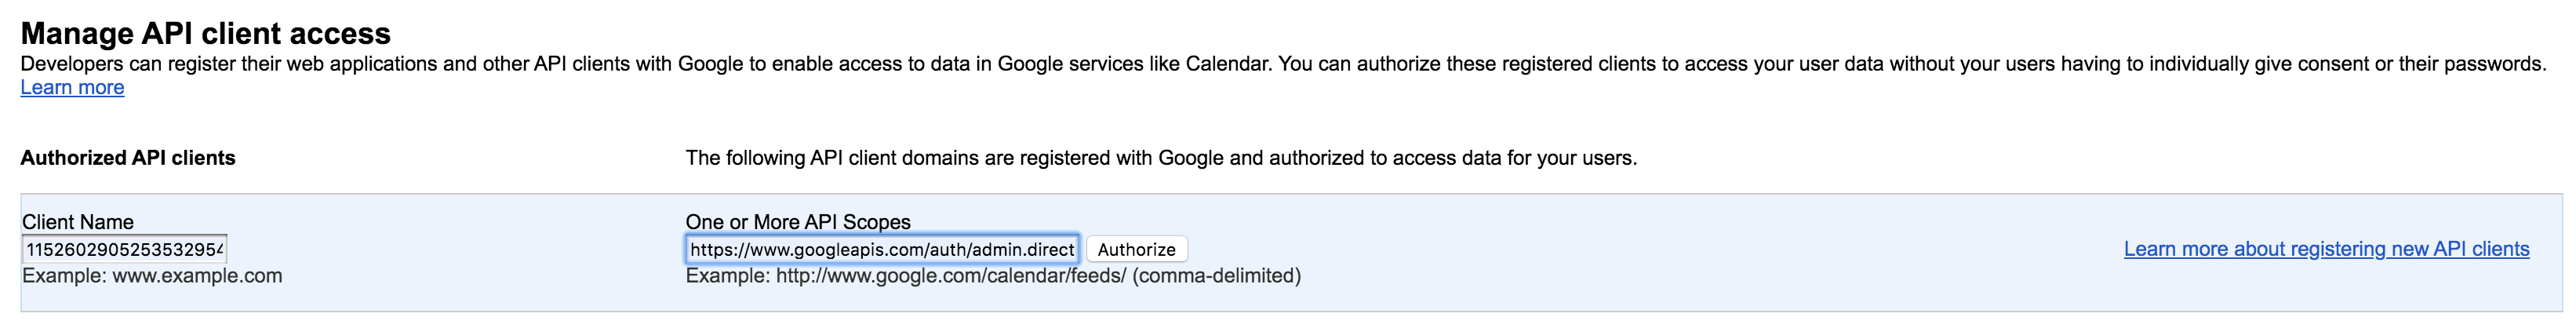 Manage API client access
Developers can register their web applications and other API clients with Google to enable access to data in Google services like Calendar. You can authorize these registered clients to access your user data without your users having to individually give consent or their passwords.
Learn more
Authorized API clients
The following API client domains are registered with Google and authorized to access data for your users.
Client Name
One or More API Scopes
115260290525353295
https://www.googleapis.com/auth/admin.direct
Authorize
Learn more about registering new API clients
Example: www.example.com
Example: http://www.google.com/calendar/feeds/ (comma-delimited)